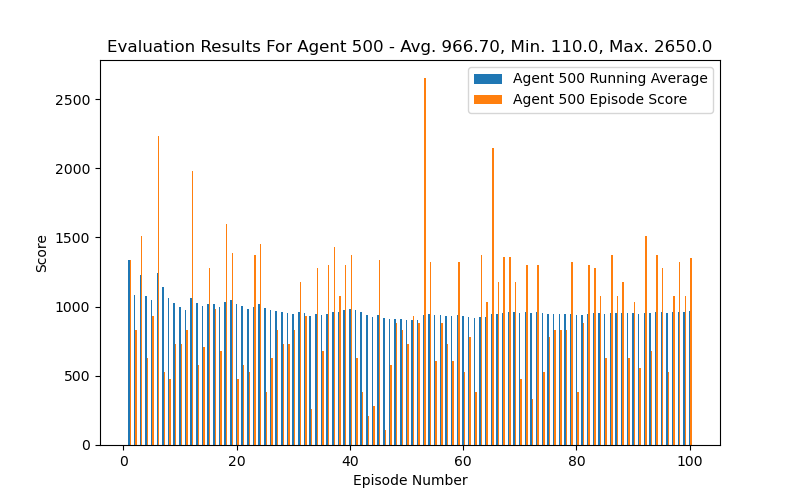 Evaluation Results For Agent 500 - Avg. 966.70, Min. 110.0, Max. 2650.0
Agent 500 Running Average
Agent 500 Episode Score
Score
2500
2000
1500
1000
500
0
0 20 40 60 80 100
Episode Number